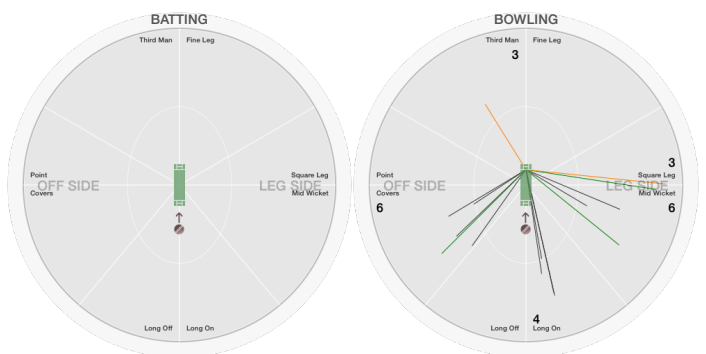 BATTING
Third Man Fine Leg
Point
OFF SIDE
Covers
Square Leg
LEG SIDE
Mid Wicket
Long Off Long On
BOWLING
Third Man Fine Leg
3
Point
OFF SIDE
Covers
6
3
Square Leg
LEG SIDE
Mid Wicket
6
4
Long Off Long On